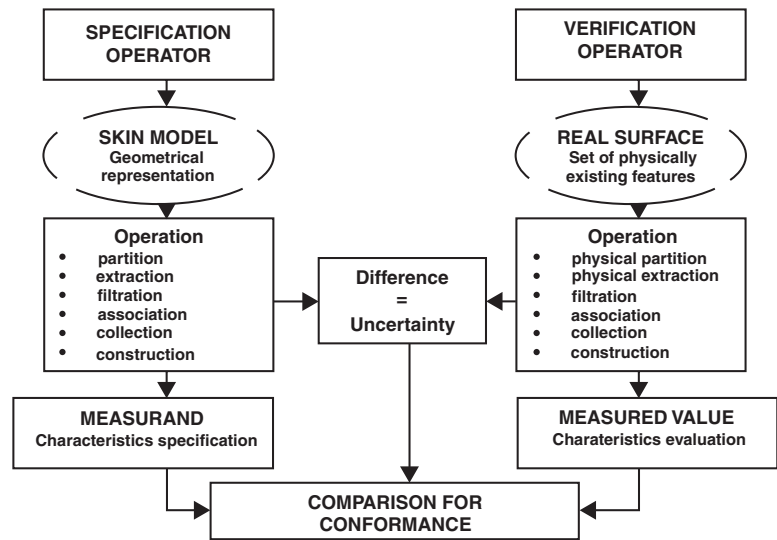 SPECIFICATION
OPERATOR
SKIN MODEL
Geometrical
representation
Operation
• partition
• extraction
• filtration
• association
• collection
• construction
MEASURAND
Characteristics specification
Difference
=
Uncertainty
VERIFICATION
OPERATOR
REAL SURFACE
Set of physically
existing features
Operation
• physical partition
• physical extraction
• filtration
• association
• collection
• construction
MEASURED VALUE
Charateristics evaluation
COMPARISON FOR
CONFORMANCE